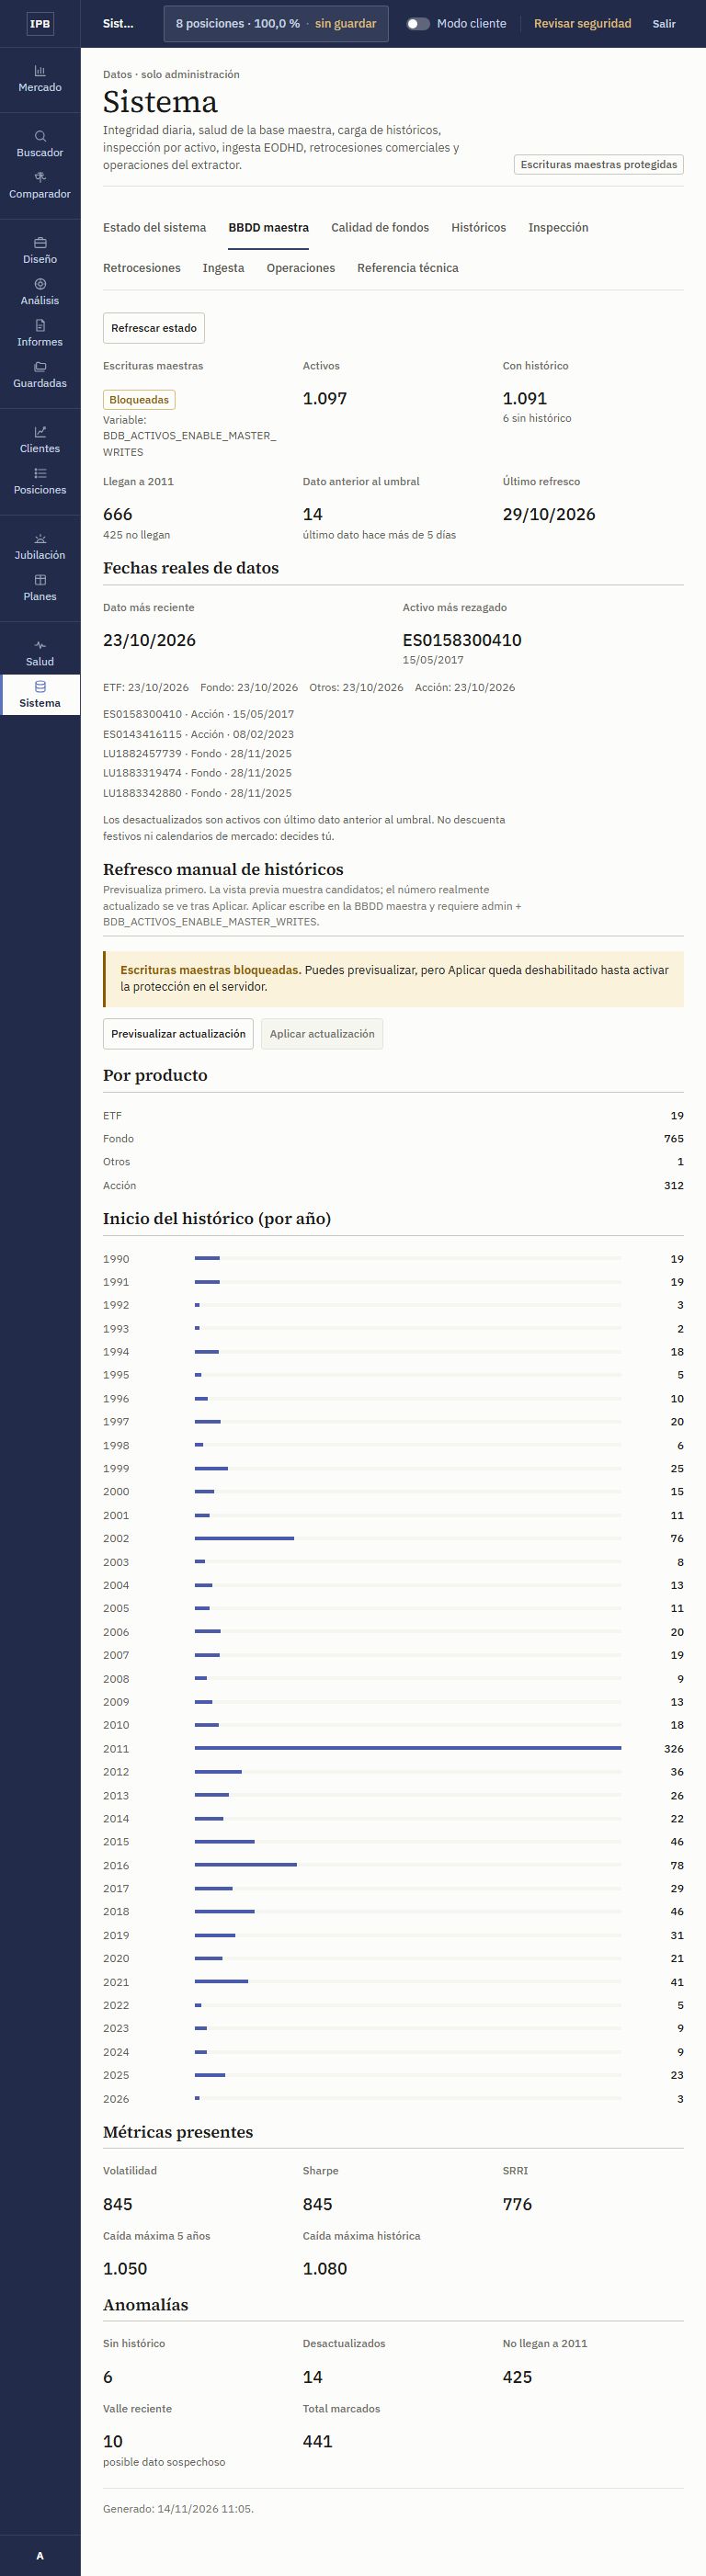 IPB
Sist...
8 posiciones · 100,0 % · sin guardar
Modo cliente
Revisar seguridad
Salir
Mercado
Buscador
Comparador
Diseño
Análisis
Informes
Guardadas
Clientes
Posiciones
Jubilación
Planes
Salud
Sistema
A
Datos · solo administración
Sistema
Integridad diaria, salud de la base maestra, carga de históricos,
inspección por activo, ingesta EODHD, retrocesiones comerciales y
operaciones del extractor.
Escrituras maestras protegidas
Estado del sistema BBDD maestra Calidad de fondos Históricos Inspección
Retrocesiones Ingesta Operaciones Referencia técnica
Refrescar estado
Escrituras maestras Activos Con histórico
Bloqueadas 1.097 1.091
Variable: 6 sin histórico
BDB_ACTIVOS_ENABLE_MASTER_
WRITES
Llegan a 2011 Dato anterior al umbral Último refresco
666 14 29/10/2026
425 no llegan último dato hace más de 5 días
Fechas reales de datos
Dato más reciente Activo más rezagado
23/10/2026 ES0158300410
15/05/2017
ETF: 23/10/2026 Fondo: 23/10/2026 Otros: 23/10/2026 Acción: 23/10/2026
ES0158300410 · Acción · 15/05/2017
ES0143416115 · Acción · 08/02/2023
LU1882457739 · Fondo · 28/11/2025
LU1883319474 · Fondo · 28/11/2025
LU1883342880 · Fondo · 28/11/2025
Los desactualizados son activos con último dato anterior al umbral. No descuenta
festivos ni calendarios de mercado: decides tú.
Refresco manual de históricos
Previsualiza primero. La vista previa muestra candidatos; el número realmente
actualizado se ve tras Aplicar. Aplicar escribe en la BBDD maestra y requiere admin +
BDB_ACTIVOS_ENABLE_MASTER_WRITES.
Escrituras maestras bloqueadas. Puedes previsualizar, pero Aplicar queda deshabilitado hasta activar
la protección en el servidor.
Previsualizar actualización Aplicar actualización
Por producto
ETF 19
Fondo 765
Otros 1
Acción 312
Inicio del histórico (por año)
1990 19
1991 19
1992 3
1993 2
1994 18
1995 5
1996 10
1997 20
1998 6
1999 25
2000 15
2001 11
2002 76
2003 8
2004 13
2005 11
2006 20
2007 19
2008 9
2009 13
2010 18
2011 326
2012 36
2013 26
2014 22
2015 46
2016 78
2017 29
2018 46
2019 31
2020 21
2021 41
2022 5
2023 9
2024 9
2025 23
2026 3
Métricas presentes
Volatilidad Sharpe SRRI
845 845 776
Caída máxima 5 años Caída máxima histórica
1.050 1.080
Anomalías
Sin histórico Desactualizados No llegan a 2011
6 14 425
Valle reciente Total marcados
10 441
posible dato sospechoso
Generado: 14/11/2026 11:05.